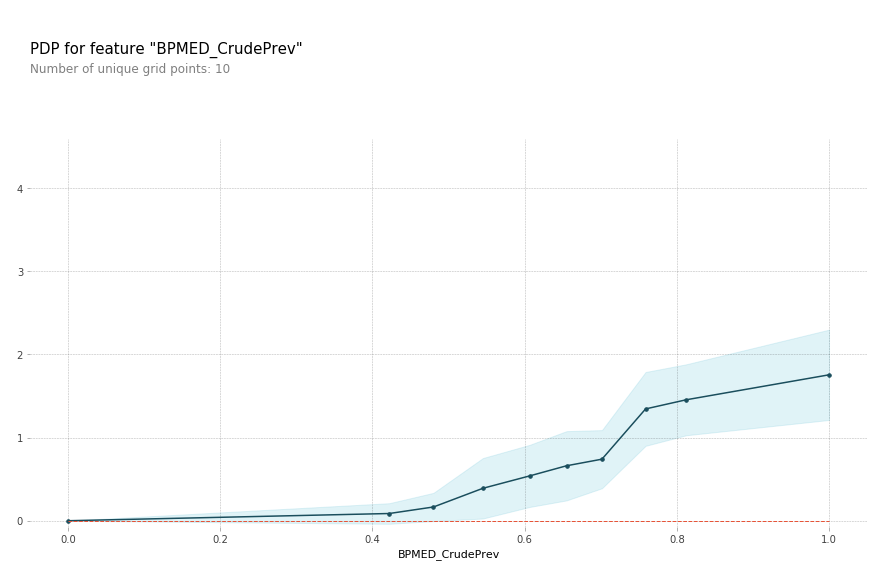 PDP for feature "BPMED_CrudePrev"
Number of unique grid points: 10
4
3
2
1
0
0.0 0.2 0.4 0.6 0.8 1.0
BPMED_CrudePrev